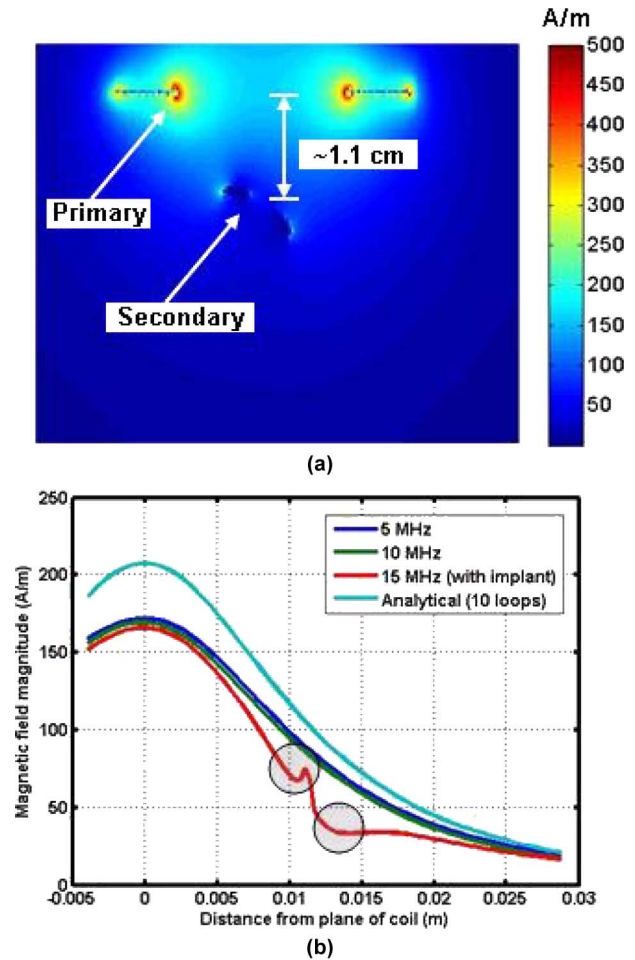 A/m
500
450
400
350
300
250
200
150
100
50
~1.1 cm
Primary
Secondary
(a)
250
200
150
100
50
0
-0.005
0
0.005
0.01
0.015
0.02
0.025
0.03
Magnetic field magnitude (A/m)
5 MHz
10 MHz
15 MHz (with implant)
Analytical (10 loops)
Distance from plane of coil (m)
(b)